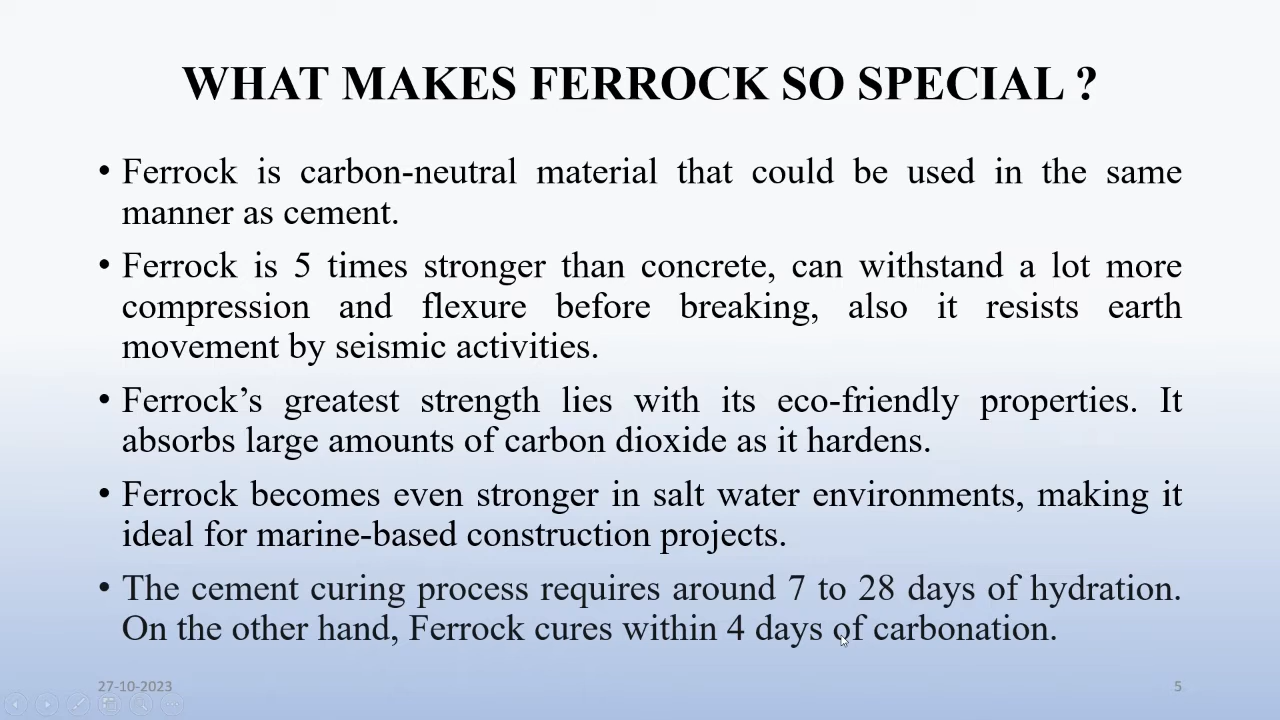 WHAT MAKES FERROCK SO SPECIAL ?
• Ferrock is carbon-neutral material that could be used in the same
manner as cement.
• Ferrock is 5 times stronger than concrete, can withstand a lot more
compression and flexure before breaking, also it resists earth
movement by seismic activities.
• Ferrock’s greatest strength lies with its eco-friendly properties. It
absorbs large amounts of carbon dioxide as it hardens.
• Ferrock becomes even stronger in salt water environments, making it
ideal for marine-based construction projects.
• The cement curing process requires around 7 to 28 days of hydration.
On the other hand, Ferrock cures within 4 days of carbonation.
27-10-2023
5